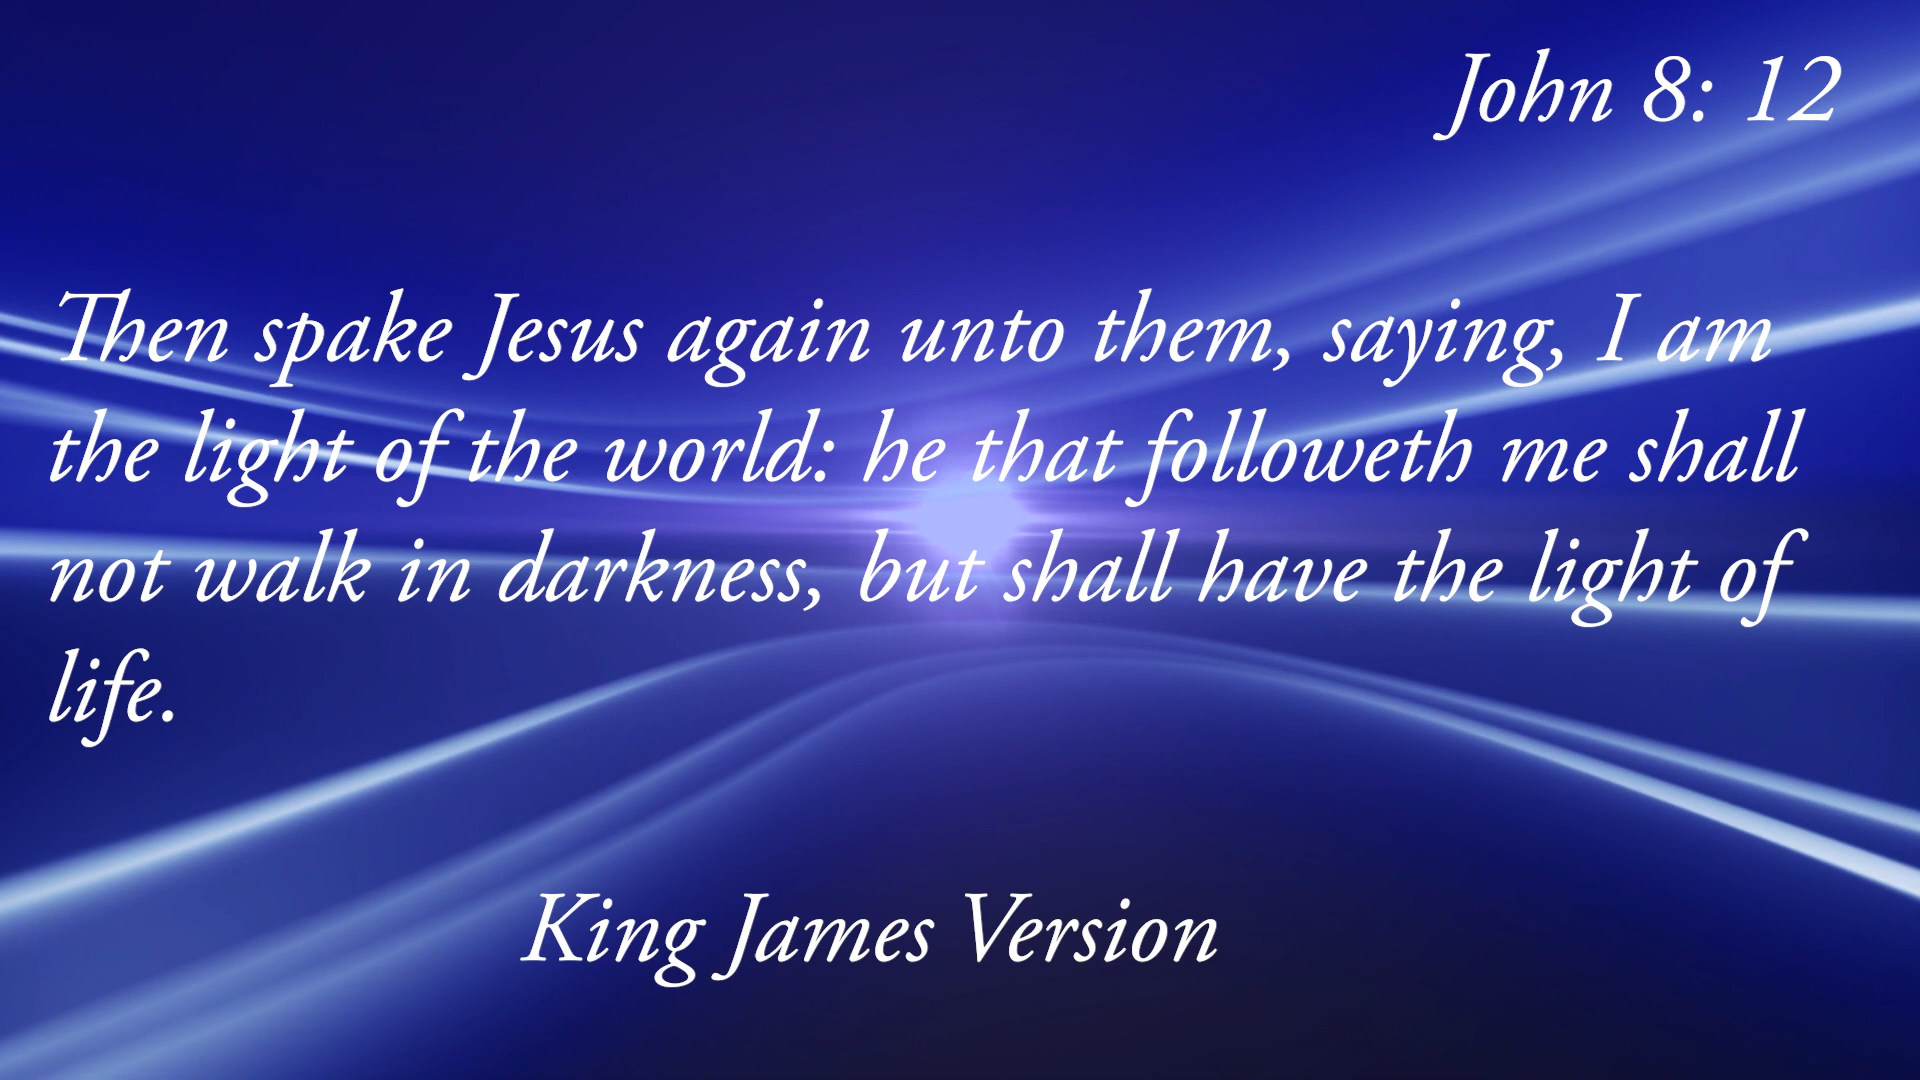 John 8: 12
Then spake Jesus again unto them, saying, I am
the light of the world: he that followeth me shall
not walk in darkness, but shall have the light of
life.
King James Version